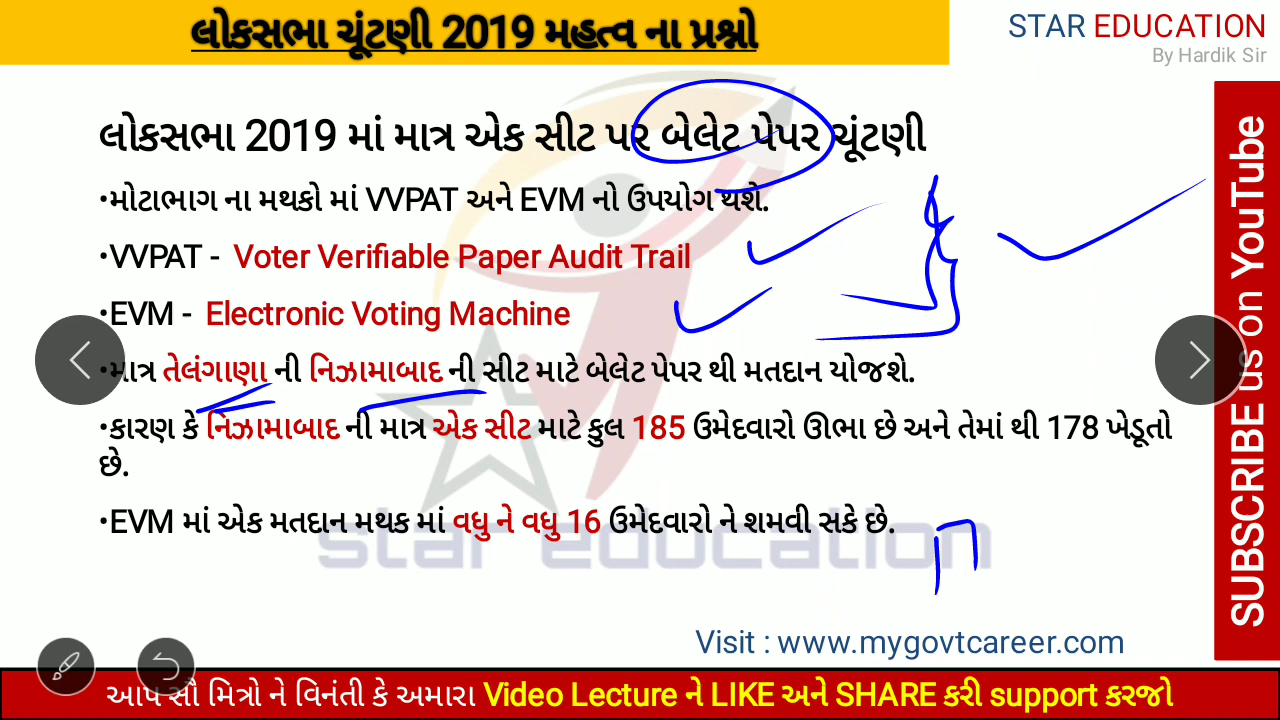 લોકસભા ચૂંટણી 2019 મહત્વ ના પ્રશ્નો
STAR EDUCATION
By Hardik Sir
લોકસભા 2019 માં માત્ર એક સીટ પર બેલેટ પેપર ચૂંટણી
•મોટાભાગ ના મથકો માં VVPAT અને EVM નો ઉપયોગ થશે.
•VVPAT - Voter Verifiable Paper Audit Trail
•EVM - Electronic Voting Machine
•માત્ર તેલંગાણા ની નિઝામાબાદ ની સીટ માટે બેલેટ પેપર થી મતદાન યોજશે.
•કારણ કે નિઝામાબાદ ની માત્ર એક સીટ માટે કુલ 185 ઉમેદવારો ઊભા છે અને તેમાં થી 178 ખેડૂતો
છે.
•EVM માં એક મતદાન મથક માં વધુ ને વધુ 16 ઉમેદવારો ને શમવી સકે છે.
star education
Visit : www.mygovtcareer.com
SUBSCRIBE us on YouTube
આપ સૌ મિત્રો ને વિનંતી કે અમારા Video Lecture ને LIKE અને SHARE કરી support કરજો